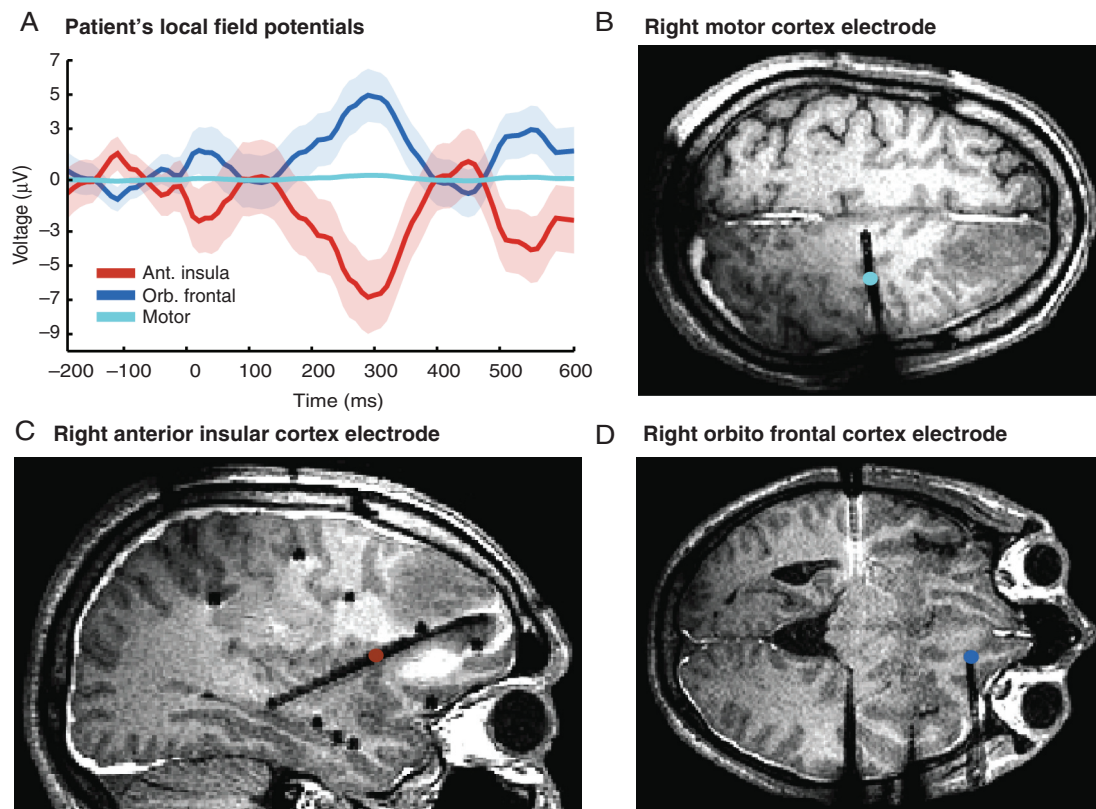 A Patient's local field potentials
7
5
3
0
−3
−5
−7
−9
Voltage (μV)
Ant. insula
Orb. frontal
Motor
−200 −100 0 100 200 300 400 500 600
Time (ms)
B Right motor cortex electrode
C Right anterior insular cortex electrode
D Right orbito frontal cortex electrode